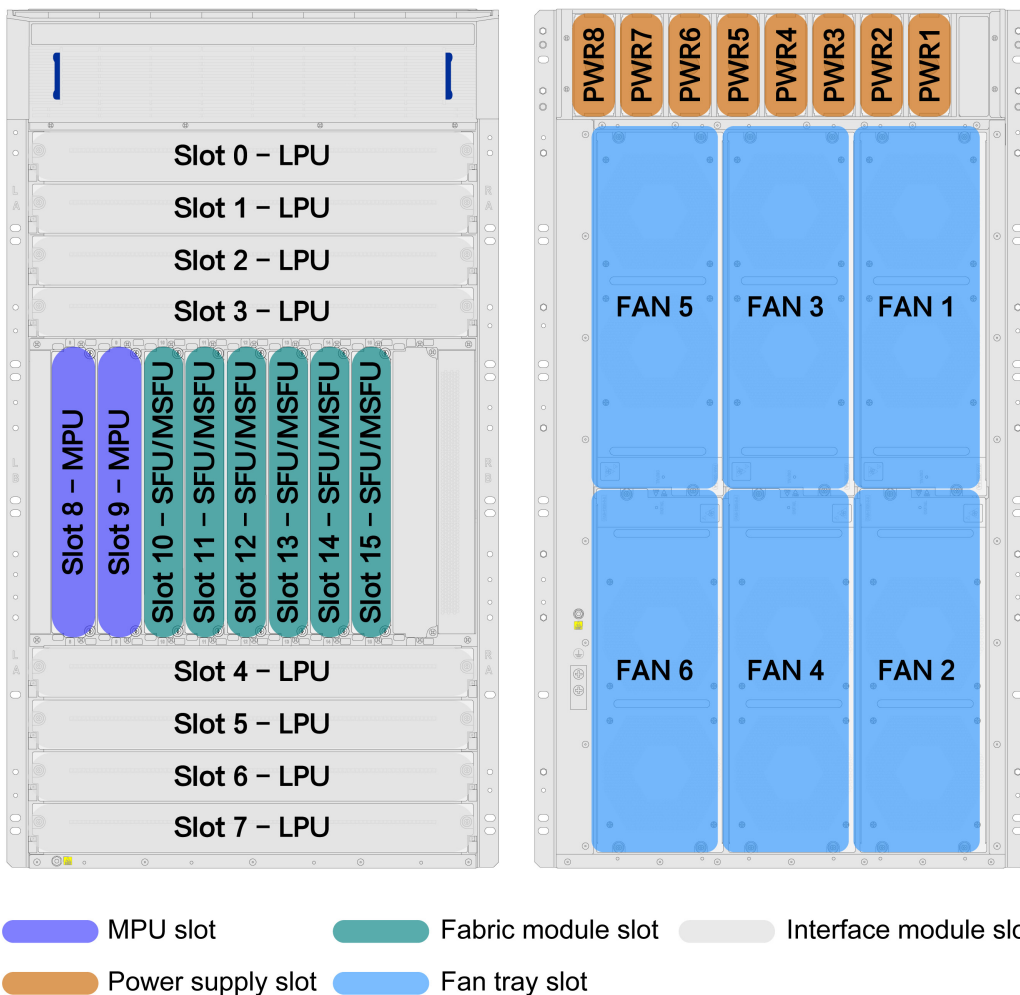 PWR8
PWR7
PWR6
PWR5
PWR4
PWR3
PWR2
PWR1
Slot 0 – LPU
Slot 1 – LPU
Slot 2 – LPU
Slot 3 – LPU
L A
R A
Slot 8 – MPU
Slot 9 – MPU
Slot 10 – SFU/MSFU
Slot 11 – SFU/MSFU
Slot 12 – SFU/MSFU
Slot 13 – SFU/MSFU
Slot 14 – SFU/MSFU
Slot 15 – SFU/MSFU
L B
R B
Slot 4 – LPU
Slot 5 – LPU
Slot 6 – LPU
Slot 7 – LPU
L A
R A
FAN 5
FAN 3
FAN 1
FAN 6
FAN 4
FAN 2
MPU slot
Fabric module slot
Interface module slo
Power supply slot
Fan tray slot